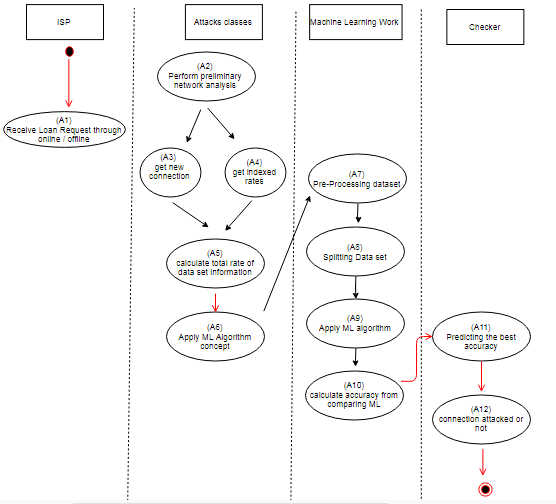 ISP
Attacks classes
Machine Learning Work
Checker
(A1)
Receive Loan Request through
online / offline
(A2)
Perform preliminary
network analysis
(A3)
get new
connection
(A4)
get indexed
rates
(A5)
calculate total rate of
data set information
(A6)
Apply ML Algorithm
concept
(A7)
Pre-Processing dataset
(A8)
Splitting Data set
(A9)
Apply ML algorithm
(A10)
calculate accuracy from
comparing ML
(A11)
Predicting the best
accuracy
(A12)
connection attacked or
not